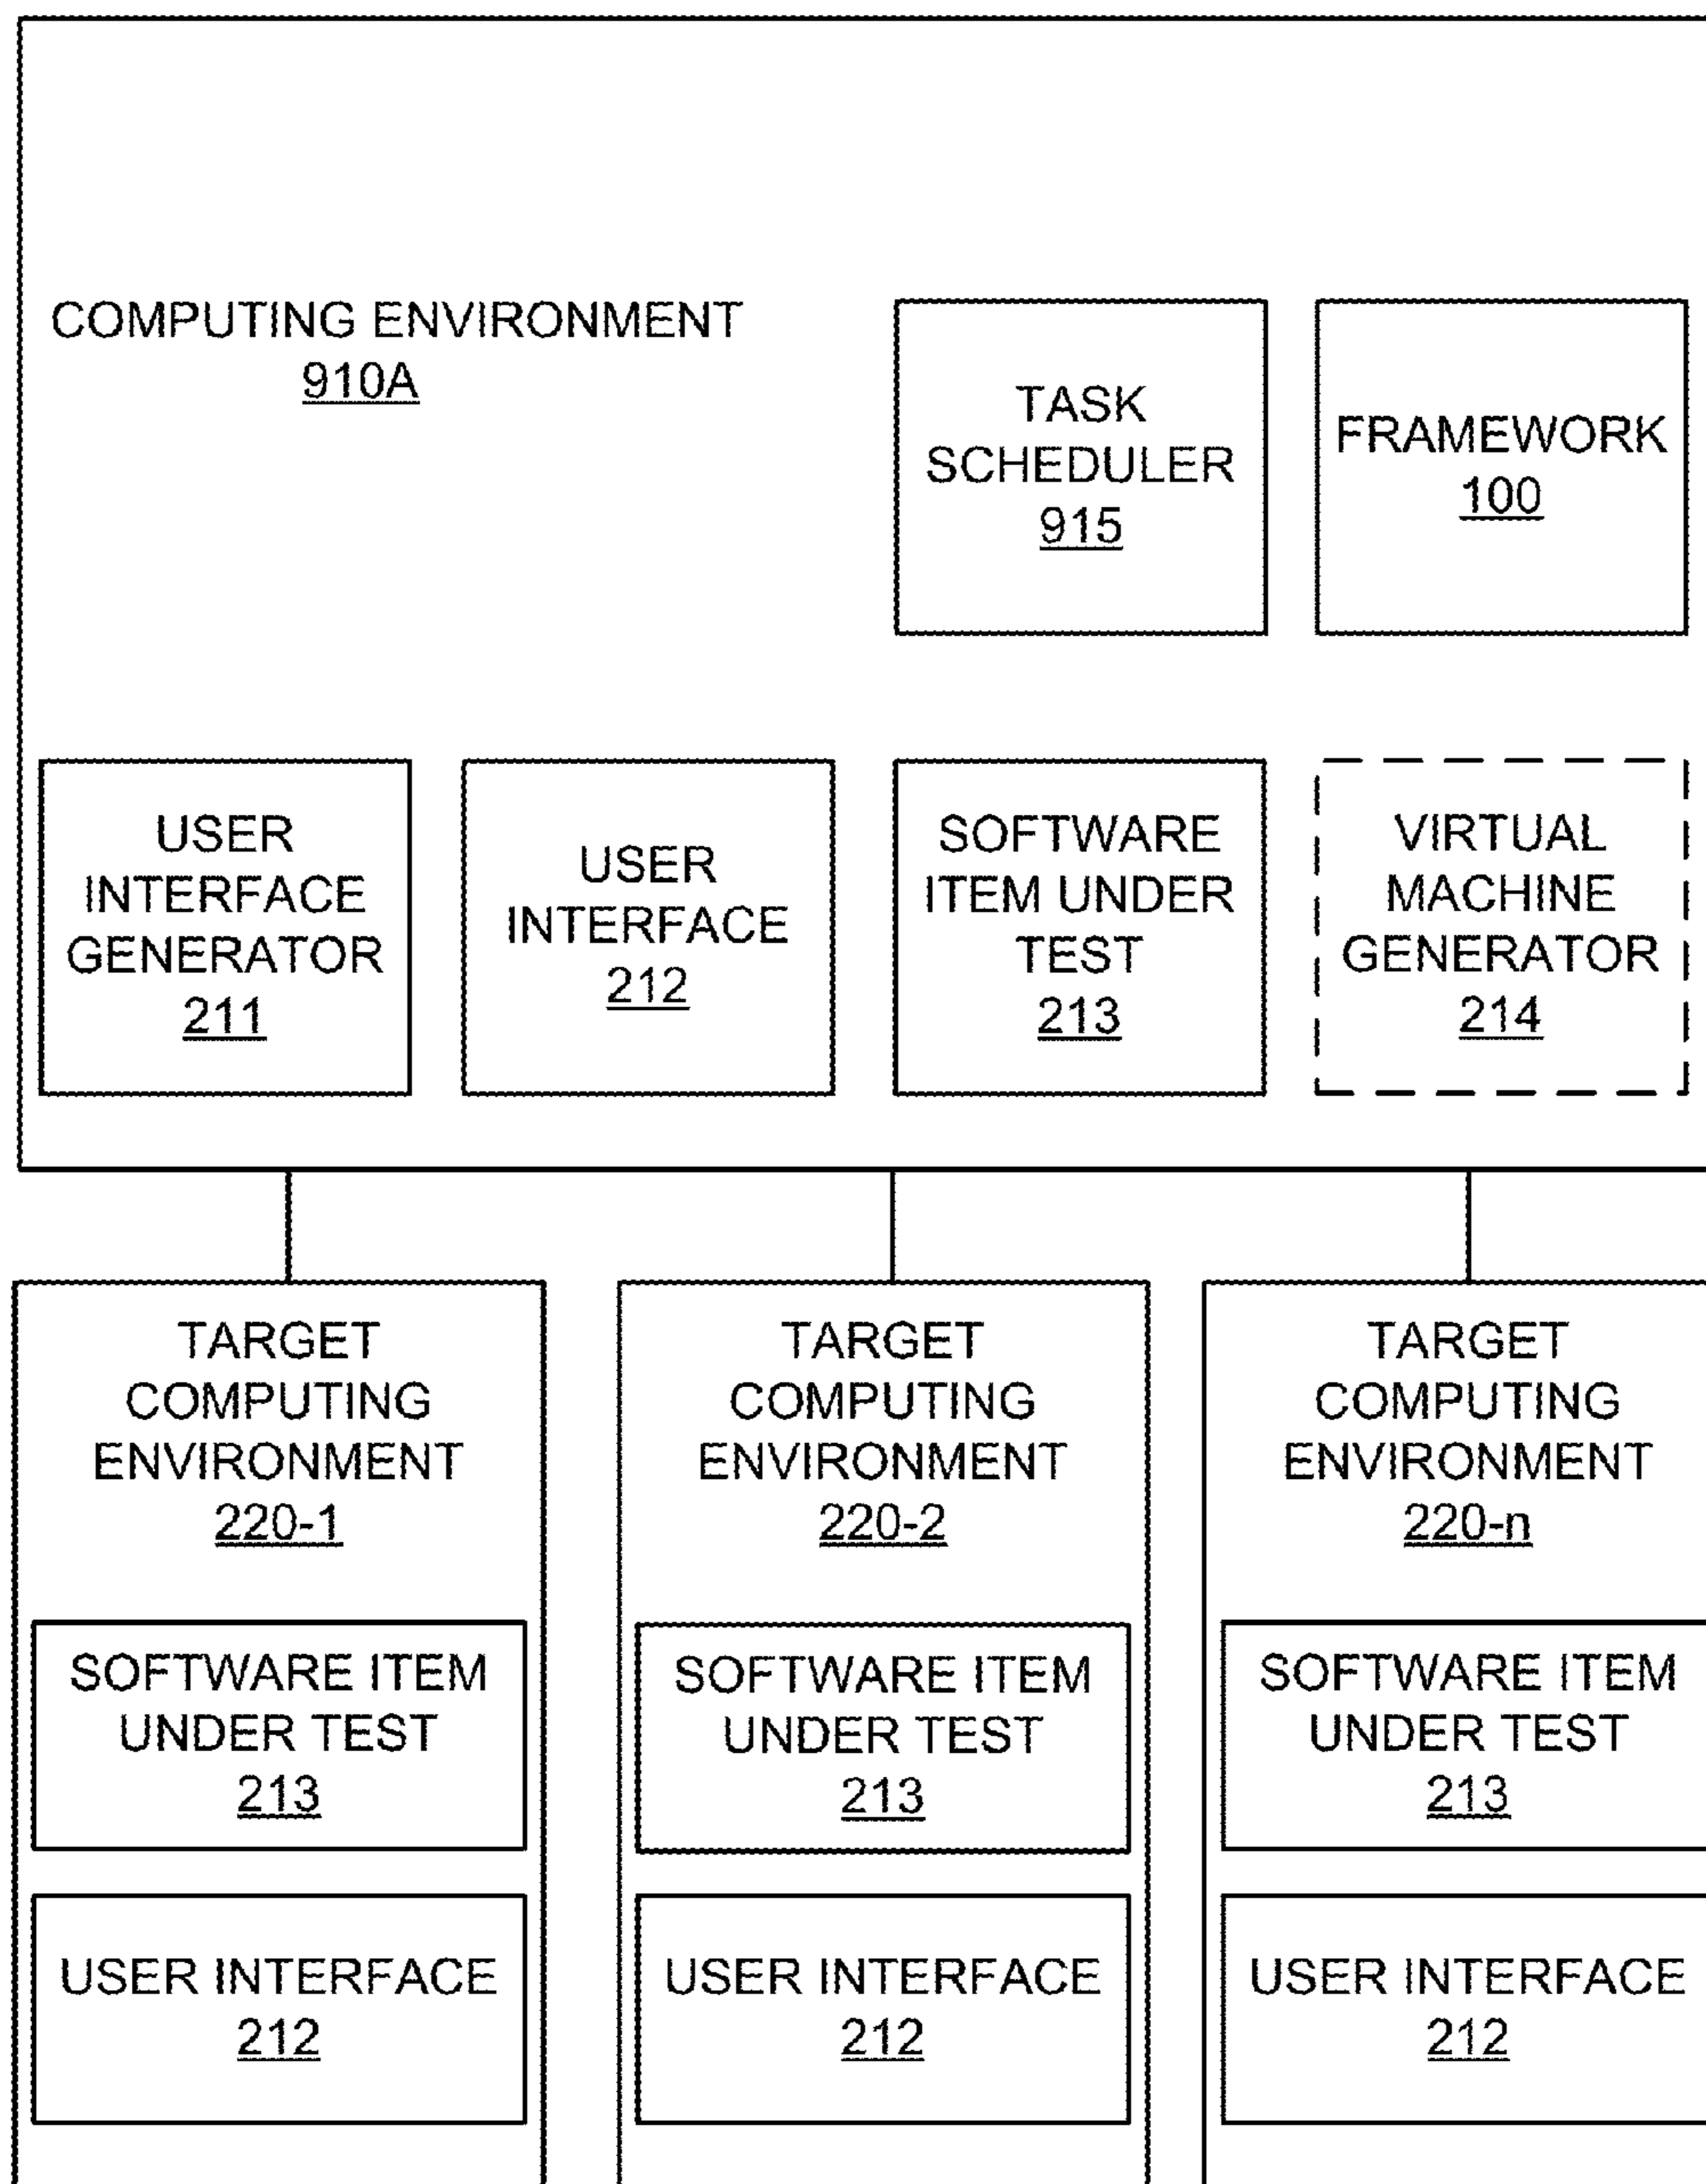 COMPUTING ENVIRONMENT
910A
TASK
SCHEDULER
915
FRAMEWORK
100
USER
INTERFACE
GENERATOR
211
USER
INTERFACE
212
SOFTWARE
ITEM UNDER
TEST
213
VIRTUAL
MACHINE
GENERATOR
214
TARGET
COMPUTING
ENVIRONMENT
220-1
SOFTWARE ITEM
UNDER TEST
213
USER INTERFACE
212
TARGET
COMPUTING
ENVIRONMENT
220-2
SOFTWARE ITEM
UNDER TEST
213
USER INTERFACE
212
TARGET
COMPUTING
ENVIRONMENT
220-n
SOFTWARE ITEM
UNDER TEST
213
USER INTERFACE
212